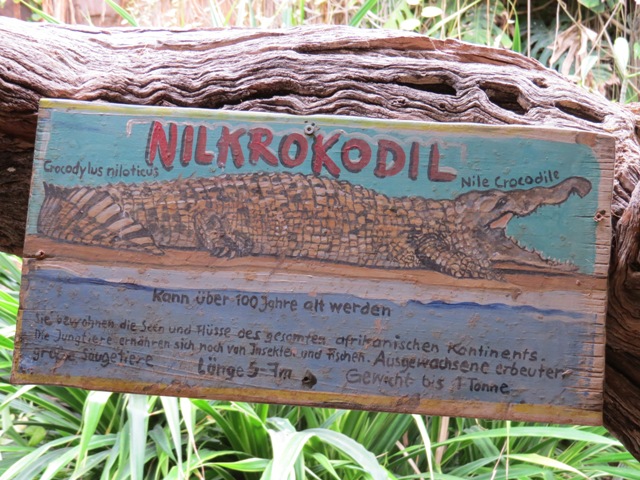 NILKROKODIL
Crocodylus niloticus
Nile Crocodile
Kann über 100 Jahre alt werden
Sie bewohnen die Seen und Flüsse des gesamten afrikanischen Kontinents.
Die Jungtiere ernähren sich noch von Insekten und Fischen. Ausgewachsene erbeuten
große Säugetiere
Länge 5-7m
Gewicht bis 1 Tonne